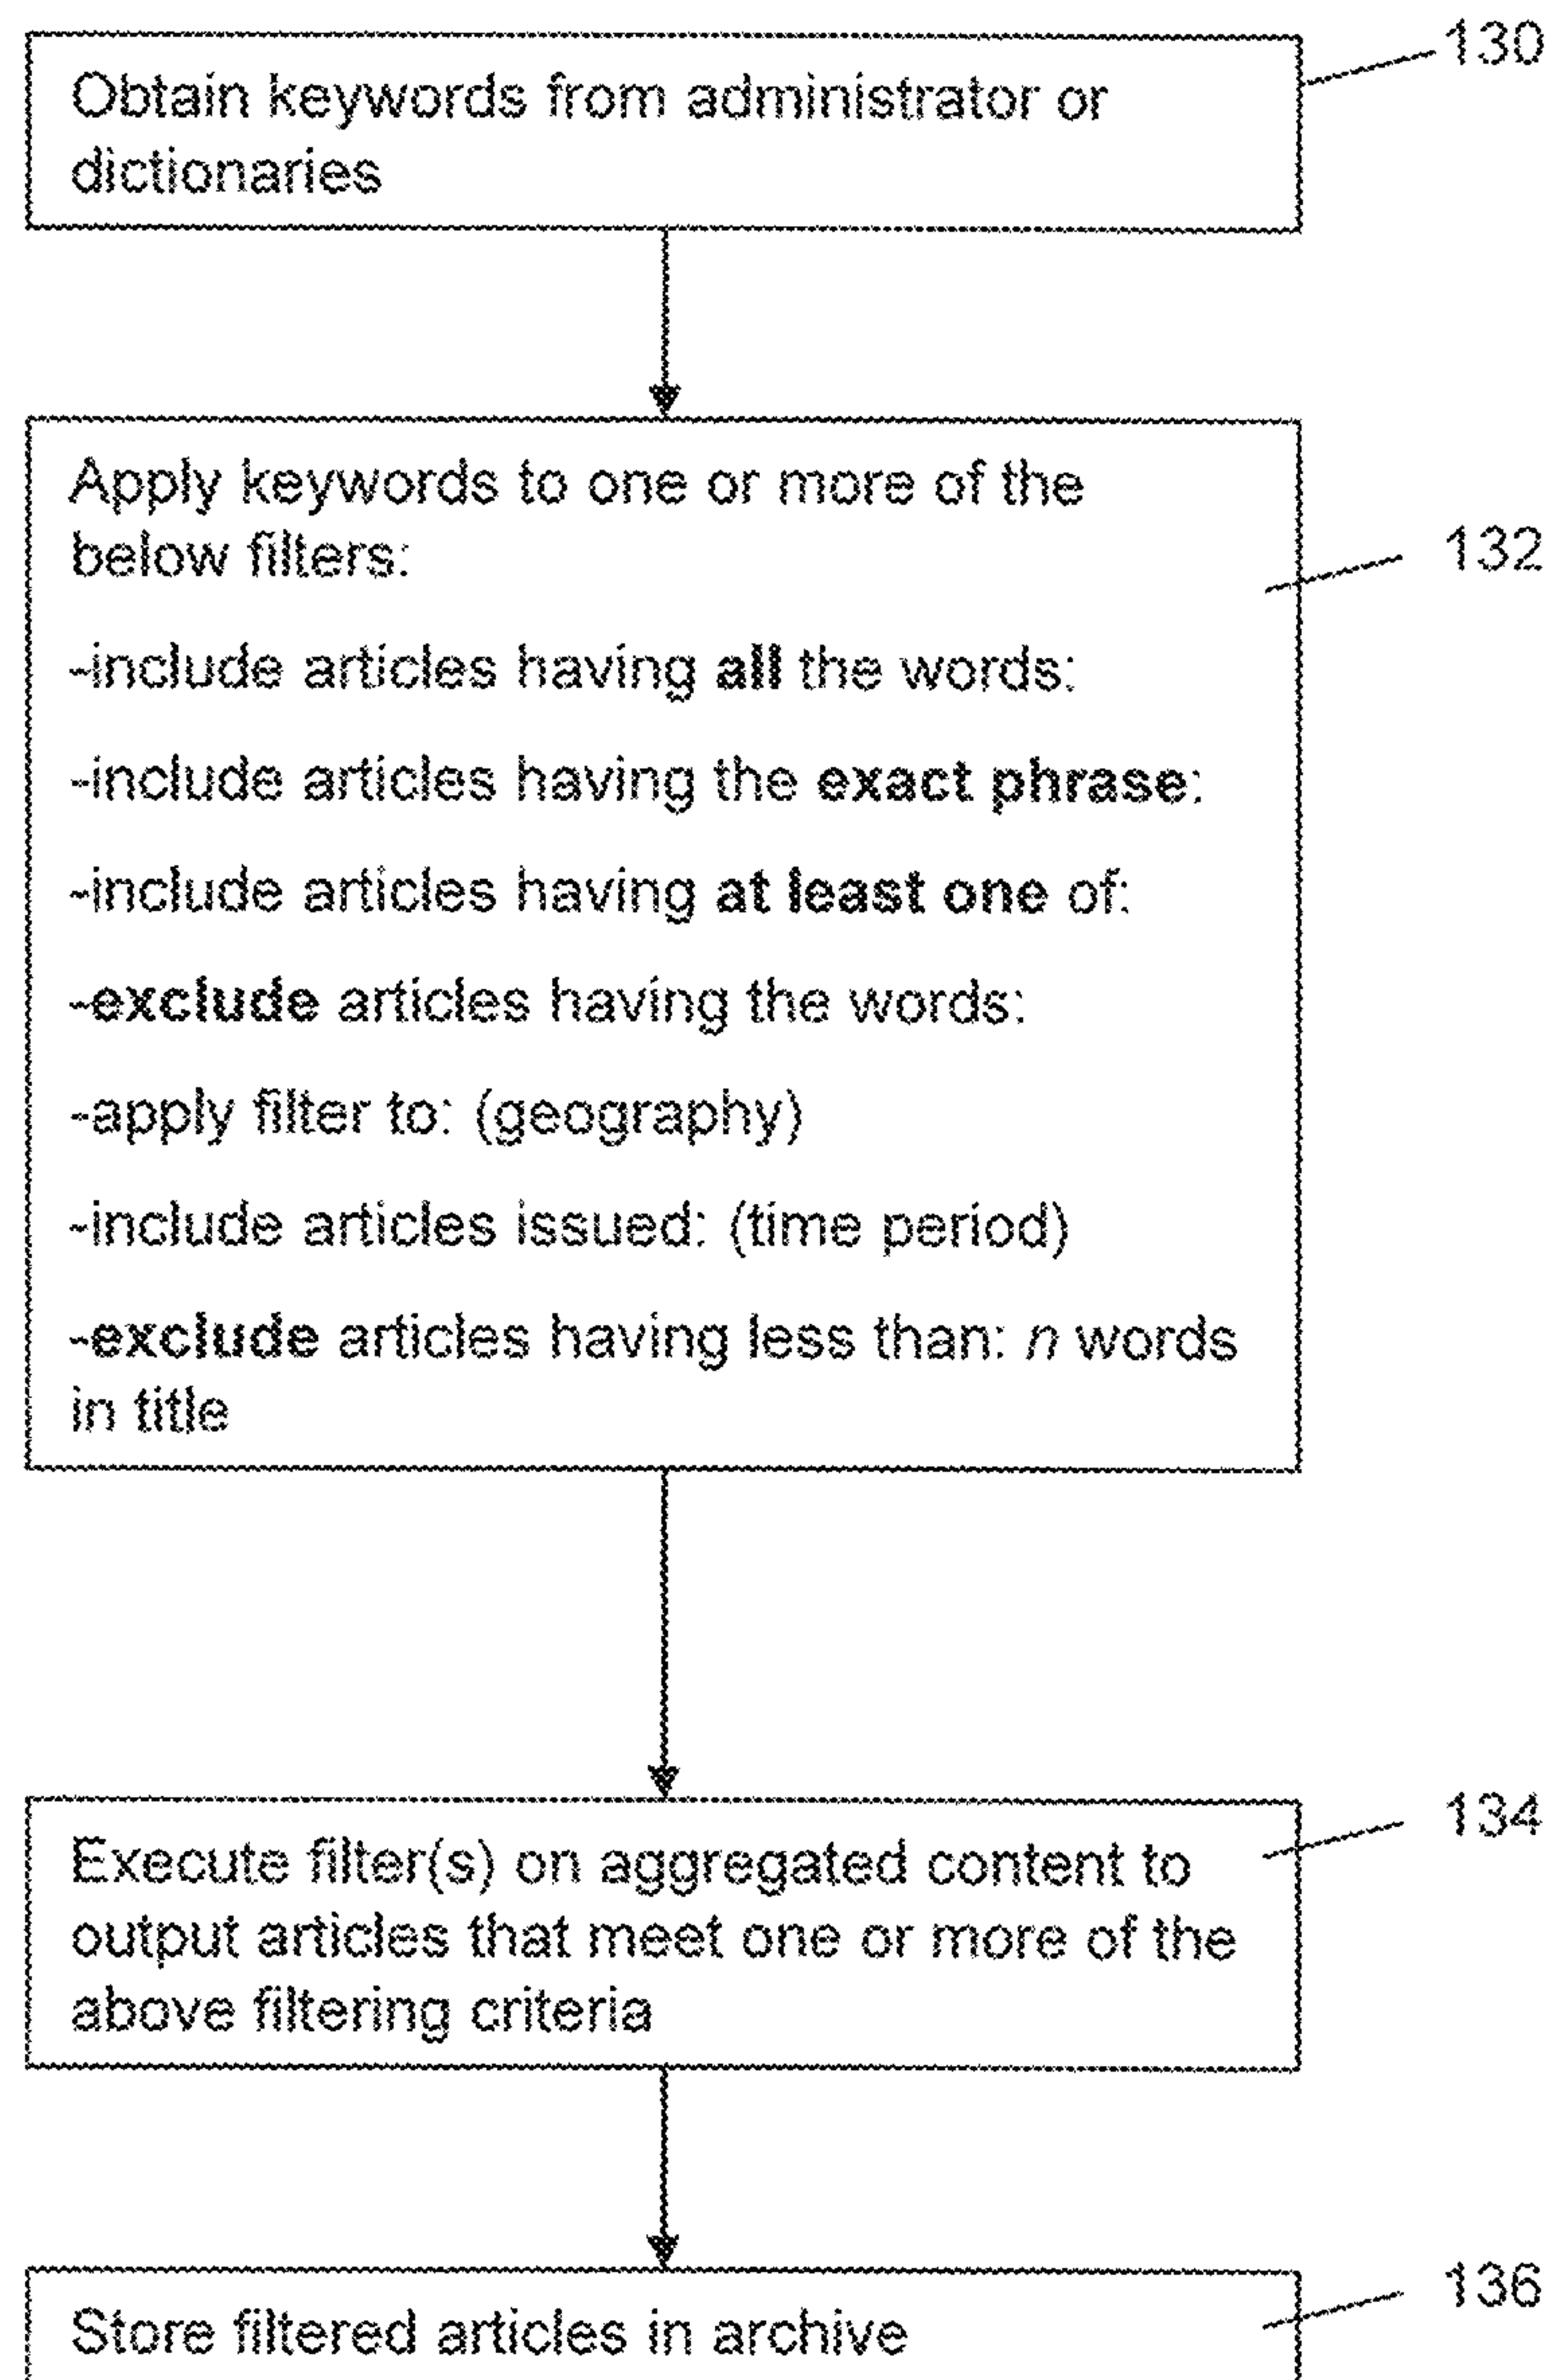 130
Obtain keywords from administrator or
dictionaries
Apply keywords to one or more of the
below filters:
132
-include articles having all the words:
-include articles having the exact phrase:
-include articles having at least one of:
-exclude articles having the words:
-apply filter to: (geography)
-include articles issued: (time period)
-exclude articles having less than: n words
in title
134
Execute filter(s) on aggregated content to
output articles that meet one or more of the
above filtering criteria
136
Store filtered articles in archive